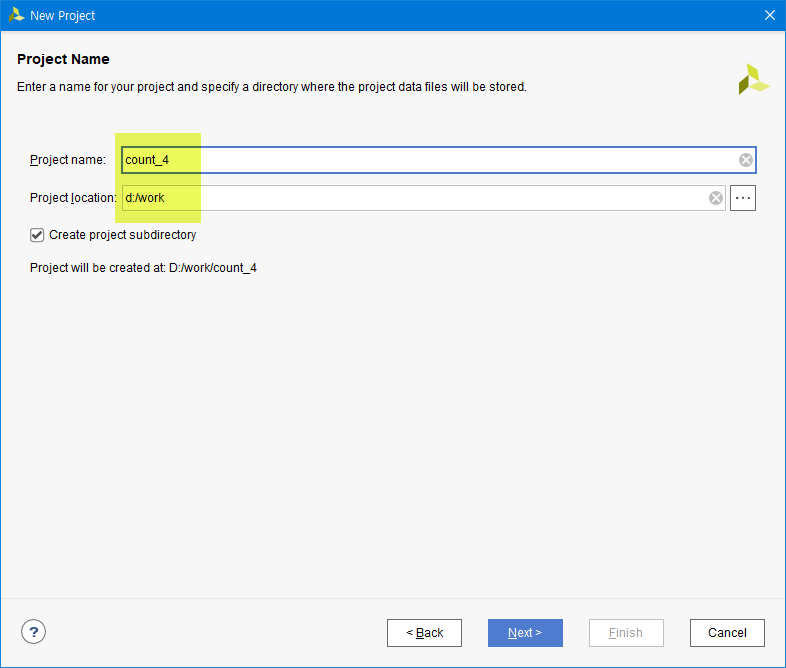 New Project
Project Name
Enter a name for your project and specify a directory where the project data files will be stored.
Project name: count_4
Project location: d:/work ...
Create project subdirectory
Project will be created at: D:/work/count_4
? < Back Next > Finish Cancel